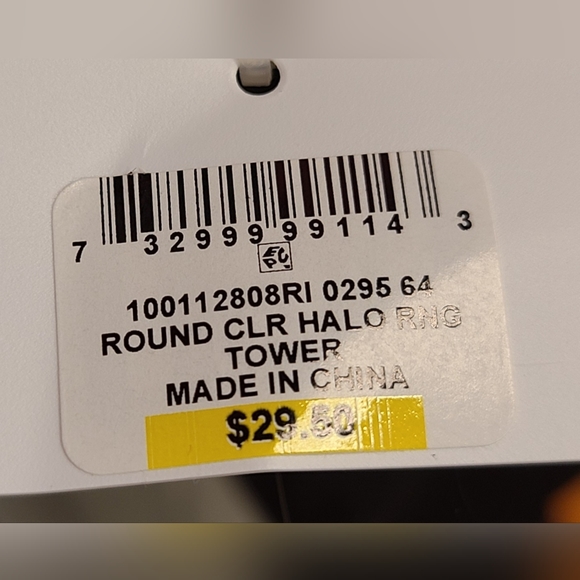 7 32999 99114 3
100112808RI 0295 64
ROUND CLR HALO RNG
TOWER
MADE IN CHINA
$29.50